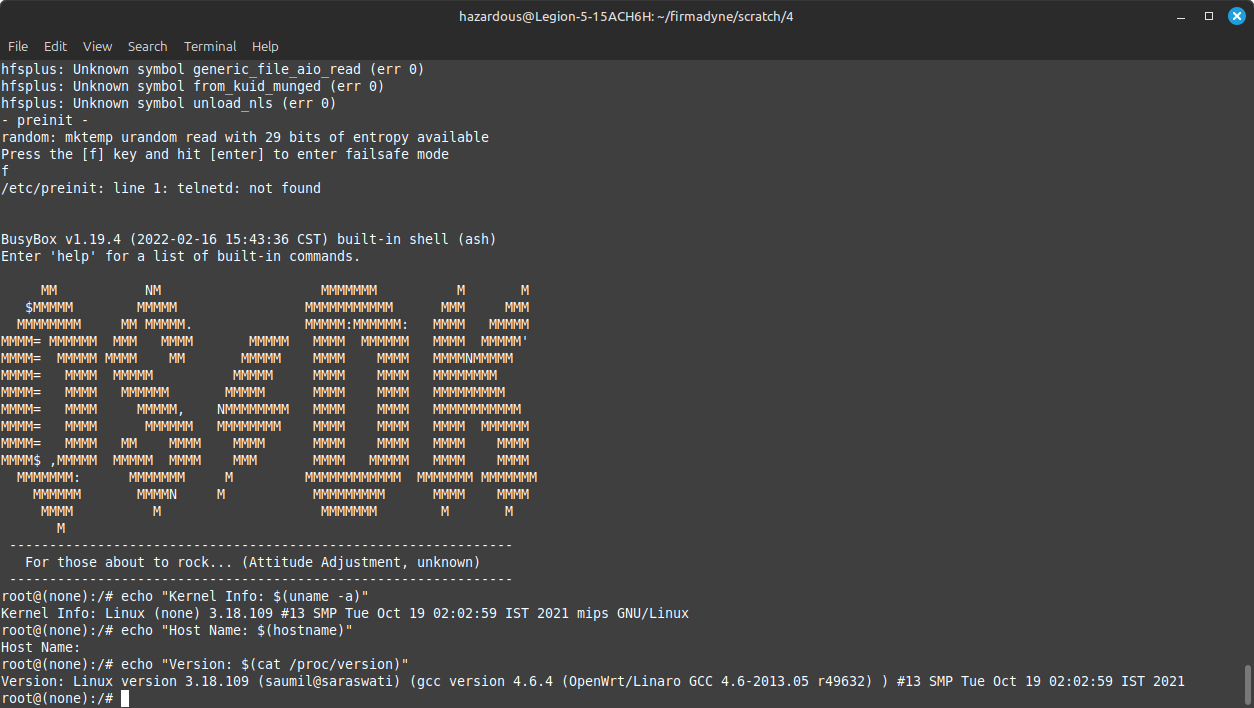 hazardous@Legion-5-15ACH6H: ~/firmadyne/scratch/4
File Edit View Search Terminal Help
hfsplus: Unknown symbol generic_file_aio_read (err 0)
hfsplus: Unknown symbol from_kuid_munged (err 0)
hfsplus: Unknown symbol unload_nls (err 0)
- preinit -
random: mktemp urandom read with 29 bits of entropy available
Press the [f] key and hit [enter] to enter failsafe mode
f
/etc/preinit: line 1: telnetd: not found
BusyBox v1.19.4 (2022-02-16 15:43:36 CST) built-in shell (ash)
Enter 'help' for a list of built-in commands.
     MM           NM                    MMMMMMM          M       M
   $MMMMM        MMMMM                MMMMMMMMMMM      MMM     MMM
  MMMMMMMM     MM MMMMM.              MMMMM:MMMMMM:   MMMM   MMMMM
MMMM= MMMMMM  MMM   MMMM       MMMMM   MMMM  MMMMMM   MMMM  MMMMM'
MMMM=  MMMMM MMMM    MM       MMMMM    MMMM    MMMM   MMMMNMMMMM
MMMM=   MMMM  MMMMM          MMMMM     MMMM    MMMM   MMMMMMMM
MMMM=   MMMM   MMMMMM       MMMMM      MMMM    MMMM   MMMMMMMMM
MMMM=   MMMM     MMMMM,    NMMMMMMMM   MMMM    MMMM   MMMMMMMMMMM
MMMM=   MMMM      MMMMMM   MMMMMMMM    MMMM    MMMM   MMMM  MMMMMM
MMMM=   MMMM   MM    MMMM    MMMM      MMMM    MMMM   MMMM    MMMM
MMMM$ ,MMMMM  MMMMM  MMMM    MMM       MMMM   MMMMM   MMMM    MMMM
  MMMMMMM:      MMMMMMM     M         MMMMMMMMMMMM  MMMMMMM MMMMMMM
    MMMMMM       MMMMN     M           MMMMMMMMM      MMMM    MMMM
     MMMM          M                    MMMMMMM        M       M
       M
 ---------------------------------------------------------------
   For those about to rock... (Attitude Adjustment, unknown)
 ---------------------------------------------------------------
root@(none):/# echo "Kernel Info: $(uname -a)"
Kernel Info: Linux (none) 3.18.109 #13 SMP Tue Oct 19 02:02:59 IST 2021 mips GNU/Linux
root@(none):/# echo "Host Name: $(hostname)"
Host Name:
root@(none):/# echo "Version: $(cat /proc/version)"
Version: Linux version 3.18.109 (saumil@saraswati) (gcc version 4.6.4 (OpenWrt/Linaro GCC 4.6-2013.05 r49632) ) #13 SMP Tue Oct 19 02:02:59 IST 2021
root@(none):/#